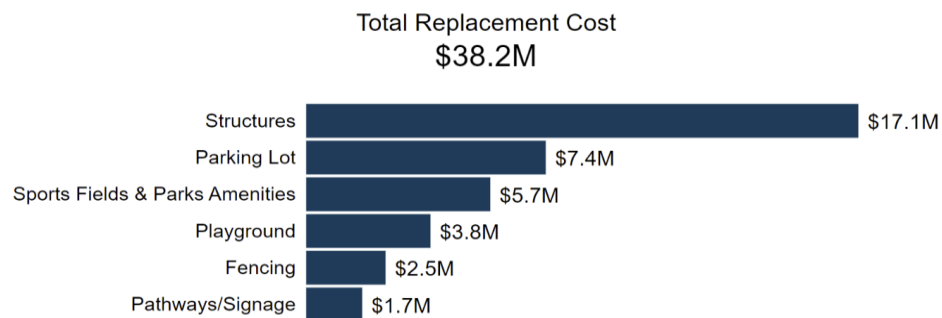 Total Replacement Cost
$38.2M
Structures $17.1M
Parking Lot $7.4M
Sports Fields & Parks Amenities $5.7M
Playground $3.8M
Fencing $2.5M
Pathways/Signage $1.7M